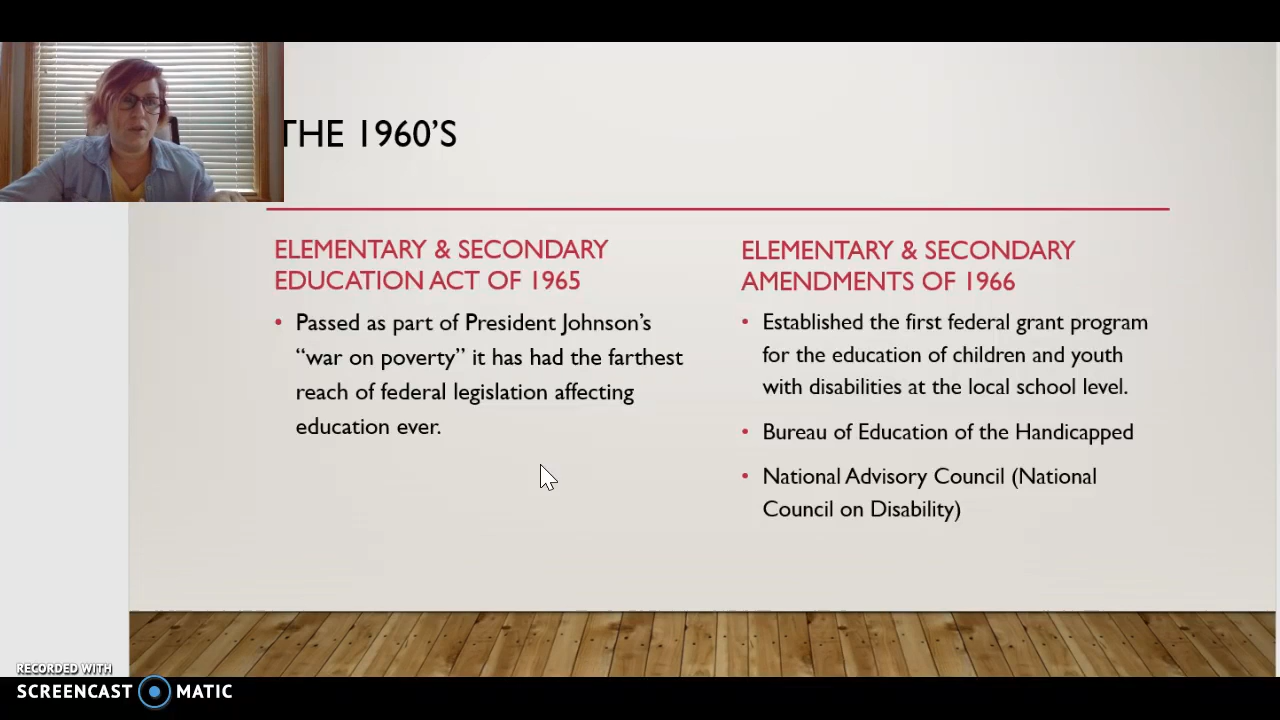 THE 1960'S
ELEMENTARY & SECONDARY
EDUCATION ACT OF 1965
• Passed as part of President Johnson's
“war on poverty” it has had the farthest
reach of federal legislation affecting
education ever.
ELEMENTARY & SECONDARY
AMENDMENTS OF 1966
• Established the first federal grant program
for the education of children and youth
with disabilities at the local school level.
• Bureau of Education of the Handicapped
• National Advisory Council (National
Council on Disability)
RECORDED WITH
SCREENCAST MATIC